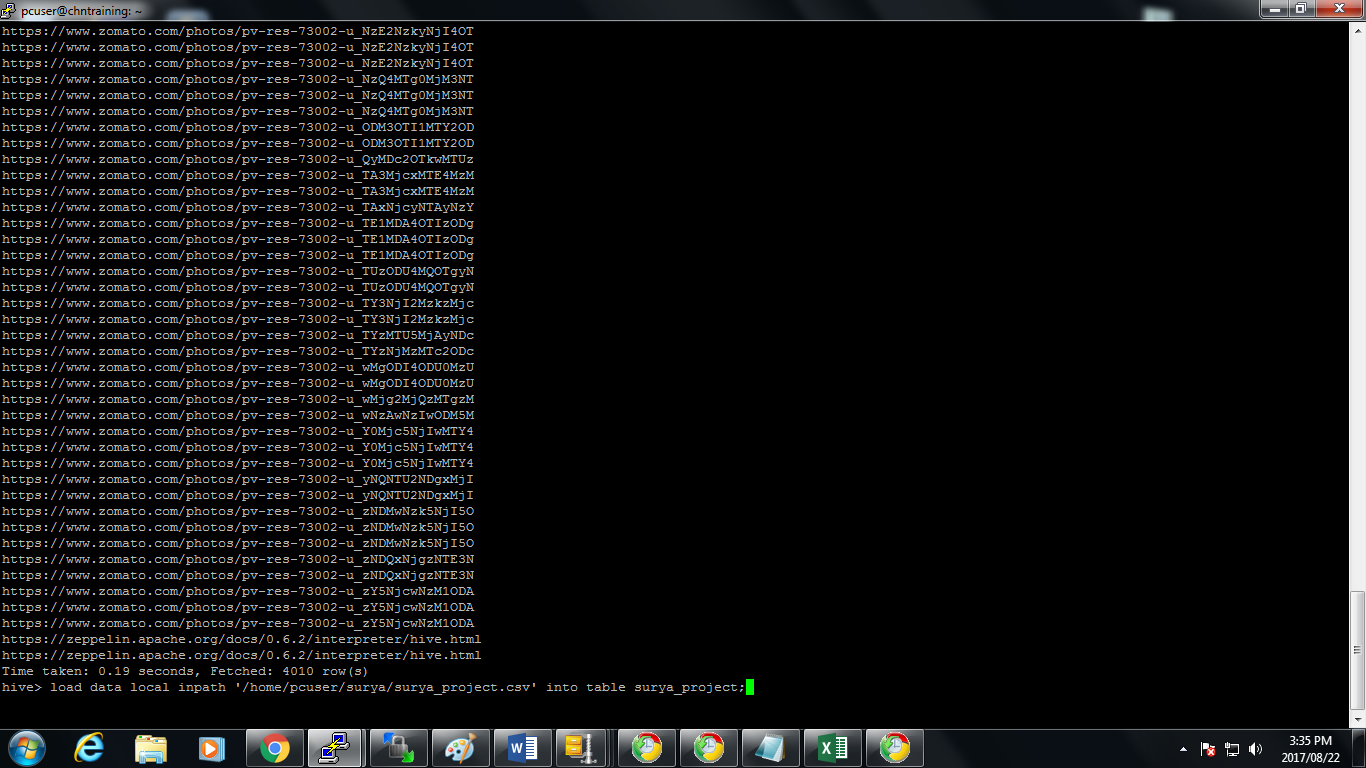 pcuser@chntraining: ~
https://www.zomato.com/photos/pv-res-73002-u_NzE2NzkyNjI4OT
https://www.zomato.com/photos/pv-res-73002-u_NzE2NzkyNjI4OT
https://www.zomato.com/photos/pv-res-73002-u_NzE2NzkyNjI4OT
https://www.zomato.com/photos/pv-res-73002-u_NzQ4MTg0MjM3NT
https://www.zomato.com/photos/pv-res-73002-u_NzQ4MTg0MjM3NT
https://www.zomato.com/photos/pv-res-73002-u_NzQ4MTg0MjM3NT
https://www.zomato.com/photos/pv-res-73002-u_ODM3OTI1MTY2OD
https://www.zomato.com/photos/pv-res-73002-u_ODM3OTI1MTY2OD
https://www.zomato.com/photos/pv-res-73002-u_QyMDc2OTkwMTUz
https://www.zomato.com/photos/pv-res-73002-u_TA3MjcxMTE4MzM
https://www.zomato.com/photos/pv-res-73002-u_TA3MjcxMTE4MzM
https://www.zomato.com/photos/pv-res-73002-u_TAxNjcyNTAyNzY
https://www.zomato.com/photos/pv-res-73002-u_TE1MDA4OTIzODg
https://www.zomato.com/photos/pv-res-73002-u_TE1MDA4OTIzODg
https://www.zomato.com/photos/pv-res-73002-u_TE1MDA4OTIzODg
https://www.zomato.com/photos/pv-res-73002-u_TUzODU4MQOTgyN
https://www.zomato.com/photos/pv-res-73002-u_TUzODU4MQOTgyN
https://www.zomato.com/photos/pv-res-73002-u_TY3NjI2MzkzMjc
https://www.zomato.com/photos/pv-res-73002-u_TY3NjI2MzkzMjc
https://www.zomato.com/photos/pv-res-73002-u_TYzMTU5MjAyNDc
https://www.zomato.com/photos/pv-res-73002-u_TYzNjMzMTc2ODc
https://www.zomato.com/photos/pv-res-73002-u_wMgODI4ODU0MzU
https://www.zomato.com/photos/pv-res-73002-u_wMgODI4ODU0MzU
https://www.zomato.com/photos/pv-res-73002-u_wMjg2MjQzMTgzM
https://www.zomato.com/photos/pv-res-73002-u_wNzAwNzIwODM5M
https://www.zomato.com/photos/pv-res-73002-u_Y0Mjc5NjIwMTY4
https://www.zomato.com/photos/pv-res-73002-u_Y0Mjc5NjIwMTY4
https://www.zomato.com/photos/pv-res-73002-u_Y0Mjc5NjIwMTY4
https://www.zomato.com/photos/pv-res-73002-u_yNQNTU2NDgxMjI
https://www.zomato.com/photos/pv-res-73002-u_yNQNTU2NDgxMjI
https://www.zomato.com/photos/pv-res-73002-u_zNDMwNzk5NjI5O
https://www.zomato.com/photos/pv-res-73002-u_zNDMwNzk5NjI5O
https://www.zomato.com/photos/pv-res-73002-u_zNDMwNzk5NjI5O
https://www.zomato.com/photos/pv-res-73002-u_zNDQxNjgzNTE3N
https://www.zomato.com/photos/pv-res-73002-u_zNDQxNjgzNTE3N
https://www.zomato.com/photos/pv-res-73002-u_zY5NjcwNzM1ODA
https://www.zomato.com/photos/pv-res-73002-u_zY5NjcwNzM1ODA
https://www.zomato.com/photos/pv-res-73002-u_zY5NjcwNzM1ODA
https://zeppelin.apache.org/docs/0.6.2/interpreter/hive.html
https://zeppelin.apache.org/docs/0.6.2/interpreter/hive.html
Time taken: 0.19 seconds, Fetched: 4010 row(s)
hive> load data local inpath '/home/pcuser/surya/surya_project.csv' into table surya_project;
3:35 PM
2017/08/22